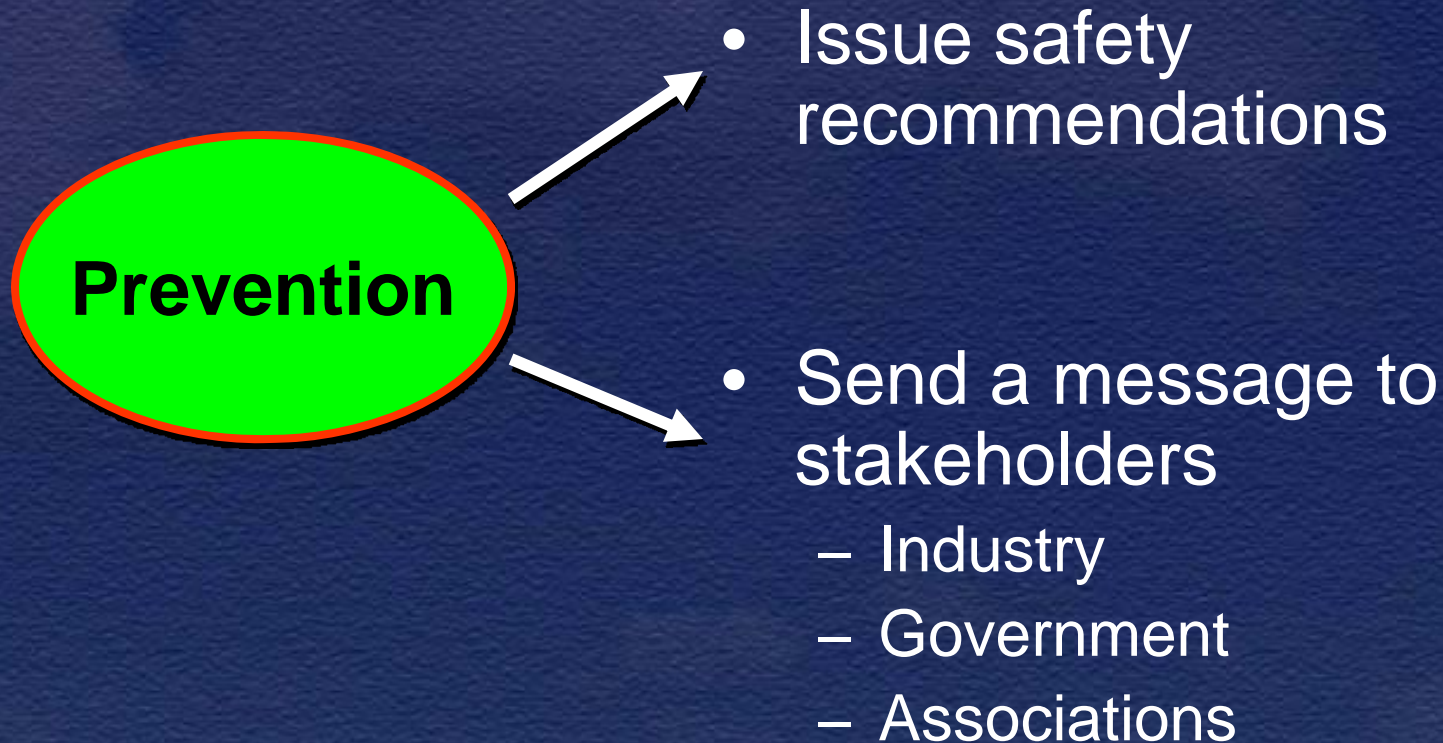 • Issue safety
recommendations
Prevention
• Send a message to
stakeholders
– Industry
– Government
– Associations